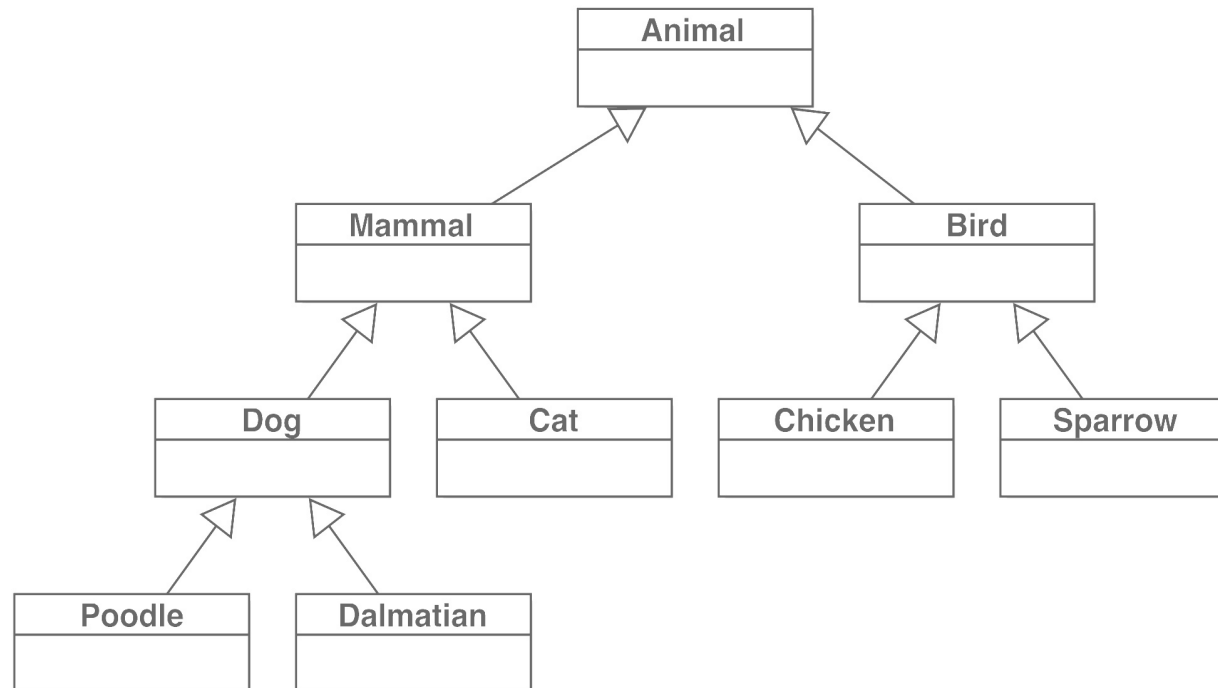 Animal
Mammal
Bird
Dog
Cat
Chicken
Sparrow
Poodle
Dalmatian